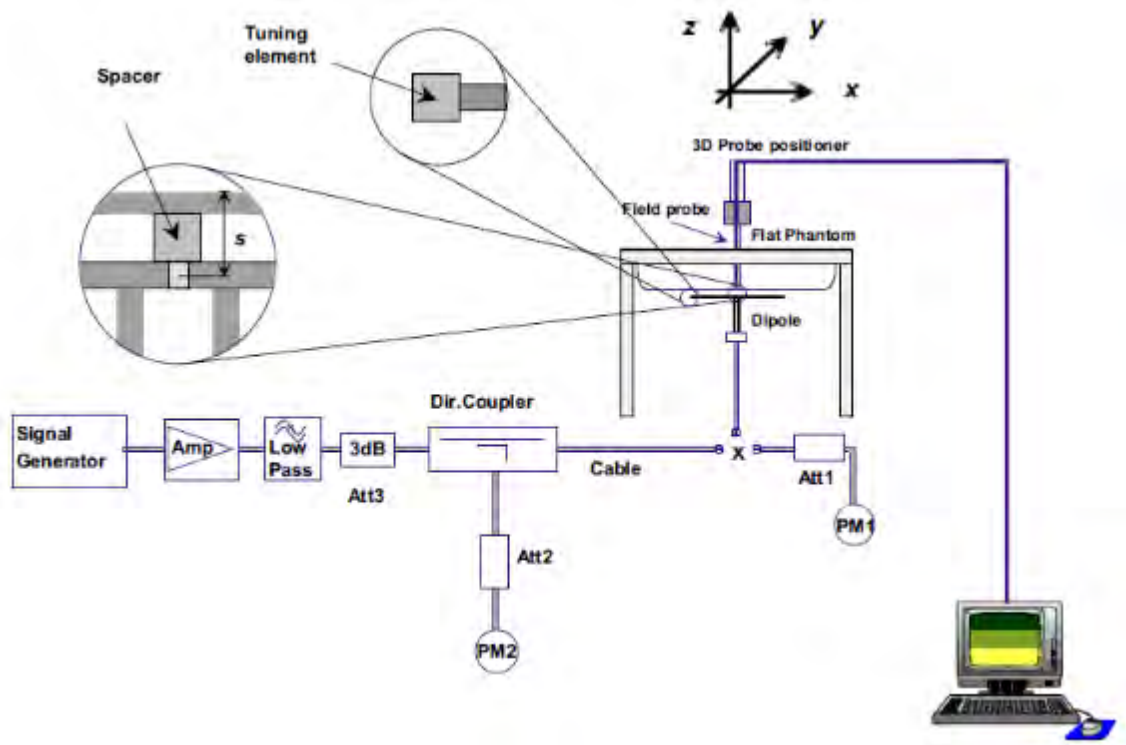 Tuning
element
Spacer
z
y
x
3D Probe positioner
Field probe
Flat Phantom
s
Dipole
Dir.Coupler
Signal
Generator
Amp
Low
Pass
3dB
Att3
Cable
x
Att1
PM1
Att2
PM2